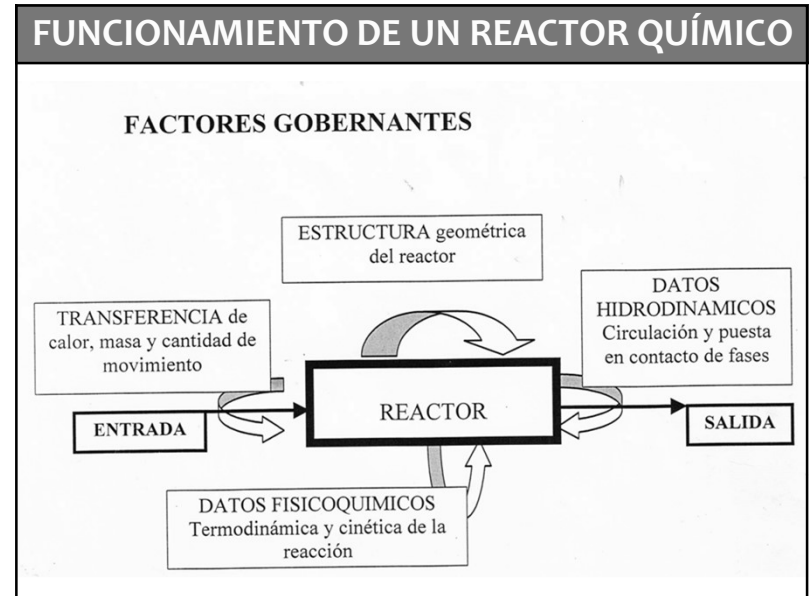 FUNCIONAMIENTO DE UN REACTOR QUÍMICO
FACTORES GOBERNANTES
ESTRUCTURA geométrica
del reactor
TRANSFERENCIA de
calor, masa y cantidad de
movimiento
DATOS
HIDRODINAMICOS
Circulación y puesta
en contacto de fases
ENTRADA
REACTOR
SALIDA
DATOS FISICOQUIMICOS
Termodinámica y cinética de la
reacción